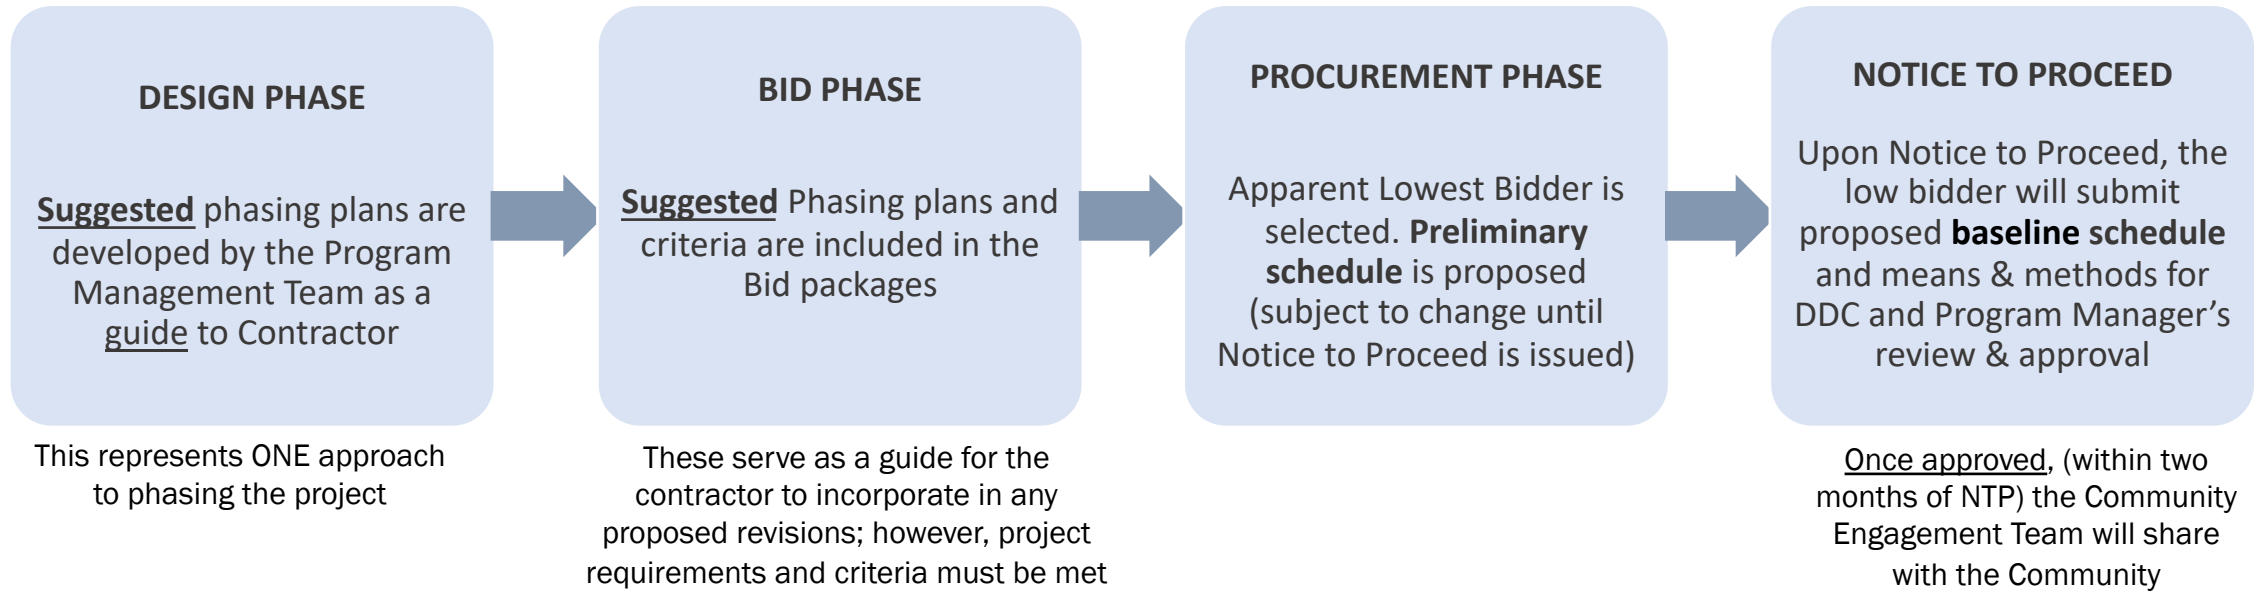 DESIGN PHASE
Suggested phasing plans are
developed by the Program
Management Team as a
guide to Contractor
This represents ONE approach
to phasing the project
BID PHASE
Suggested Phasing plans and
criteria are included in the
Bid packages
These serve as a guide for the
contractor to incorporate in any
proposed revisions; however, project
requirements and criteria must be met
PROCUREMENT PHASE
Apparent Lowest Bidder is
selected. Preliminary
schedule is proposed
(subject to change until
Notice to Proceed is issued)
NOTICE TO PROCEED
Upon Notice to Proceed, the
low bidder will submit
proposed baseline schedule
and means & methods for
DDC and Program Manager’s
review & approval
Once approved, (within two
months of NTP) the Community
Engagement Team will share
with the Community